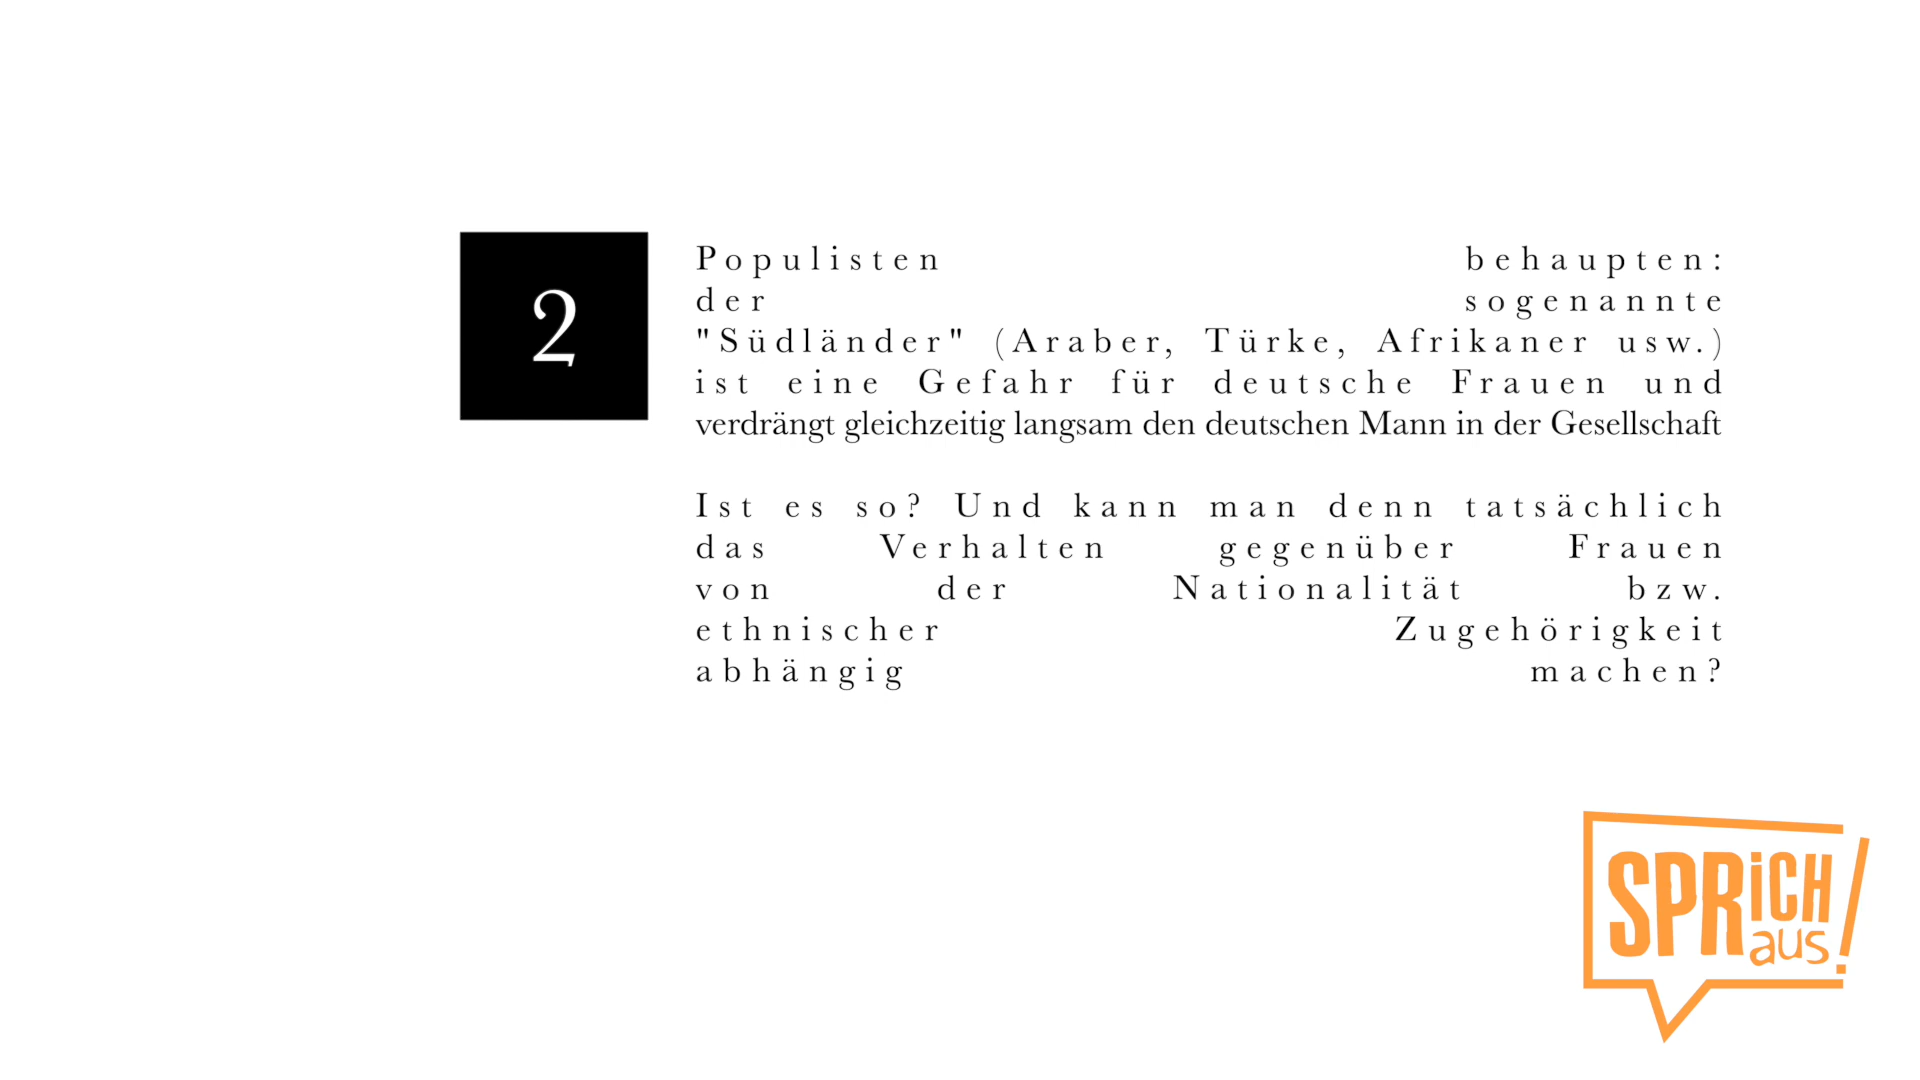 2
Populisten behaupten:
der sogenannte
"Südländer" (Araber, Türke, Afrikaner usw.)
ist eine Gefahr für deutsche Frauen und
verdrängt gleichzeitig langsam den deutschen Mann in der Gesellschaft
Ist es so? Und kann man denn tatsächlich
das Verhalten gegenüber Frauen
von der Nationalität bzw.
ethnischer Zugehörigkeit
abhängig machen?
SPRiCH
aus!